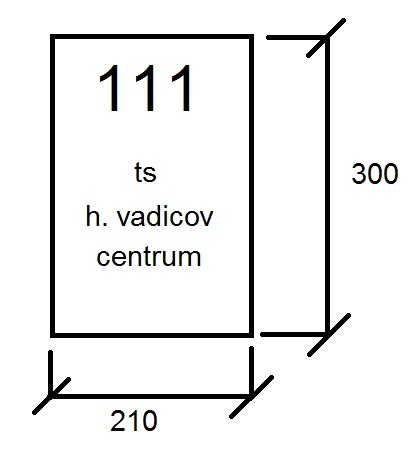 111
ts
h. vadicov
centrum
300
210